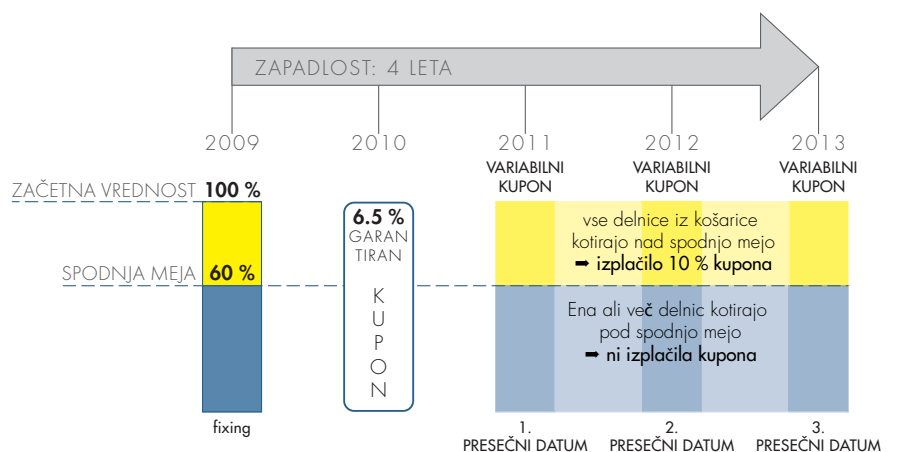 ZAPADLOST: 4 LETA
2009
2010
2011
2012
2013
VARIABILNI
KUPON
VARIABILNI
KUPON
VARIABILNI
KUPON
ZAČETNA VREDNOST 100 %
SPODNJA MEJA 60 %
fixing
6.5 %
GARAN
TIRAN
K
U
P
O
N
vse delnice iz košarice
kotirajo nad spodnjo mejo
➡ izplačilo 10 % kupona
Ena ali več delnic kotirajo
pod spodnjo mejo
➡ ni izplačila kupona
1.
PRESEČNI DATUM
2.
PRESEČNI DATUM
3.
PRESEČNI DATUM